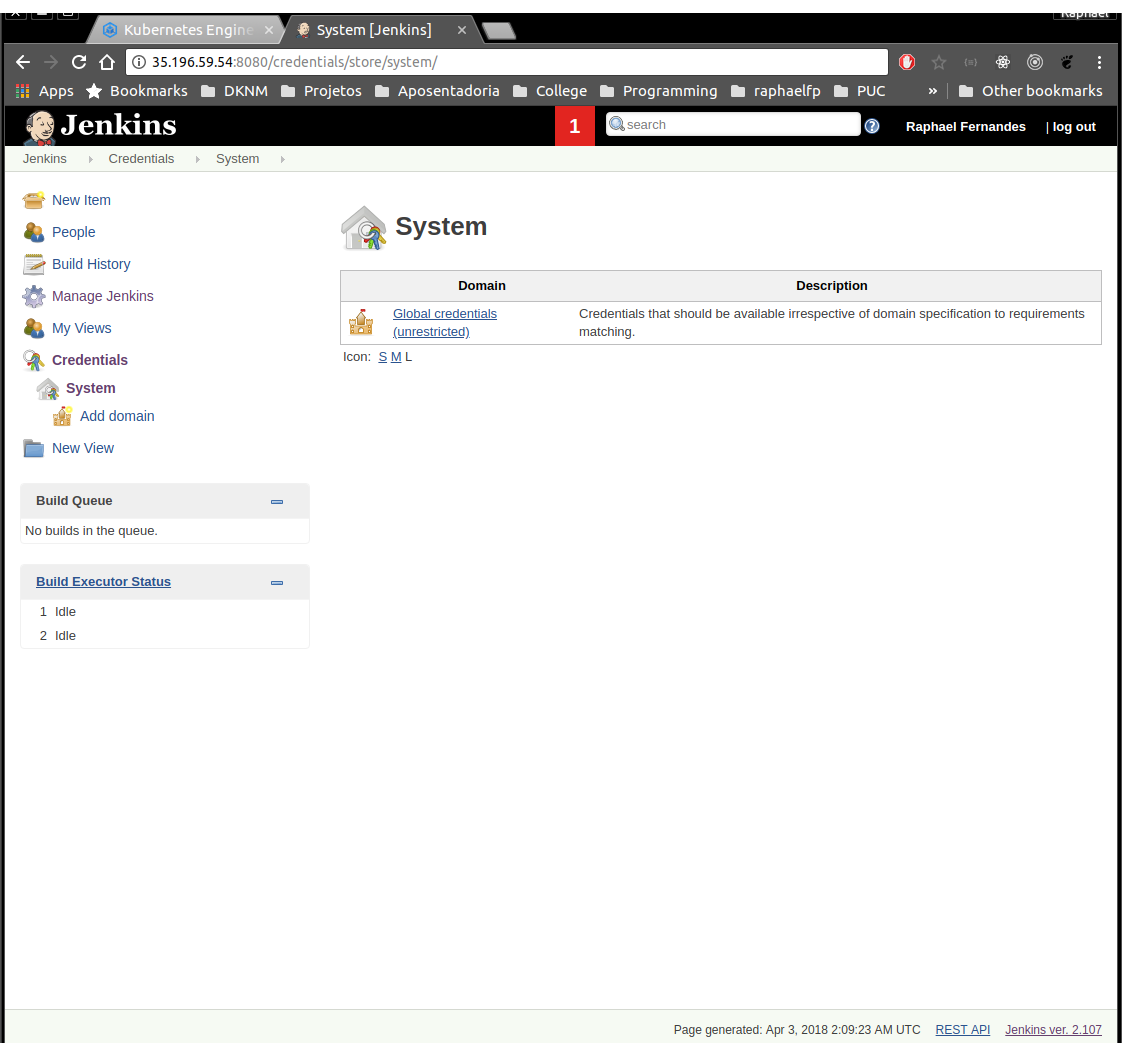 Raphael
Kubernetes Engine
System [Jenkins]
35.196.59.54:8080/credentials/store/system/
Apps Bookmarks DKNM Projetos Aposentadoria College Programming raphaelfp PUC » Other bookmarks
Jenkins 1 search Raphael Fernandes | log out
Jenkins Credentials System
New Item
People
Build History
Manage Jenkins
My Views
Credentials
System
Add domain
New View
Build Queue
No builds in the queue.
Build Executor Status
1 Idle
2 Idle
System
Domain Description
Global credentials (unrestricted)
Credentials that should be available irrespective of domain specification to requirements
matching.
Icon: S M L
Page generated: Apr 3, 2018 2:09:23 AM UTC REST API Jenkins ver. 2.107